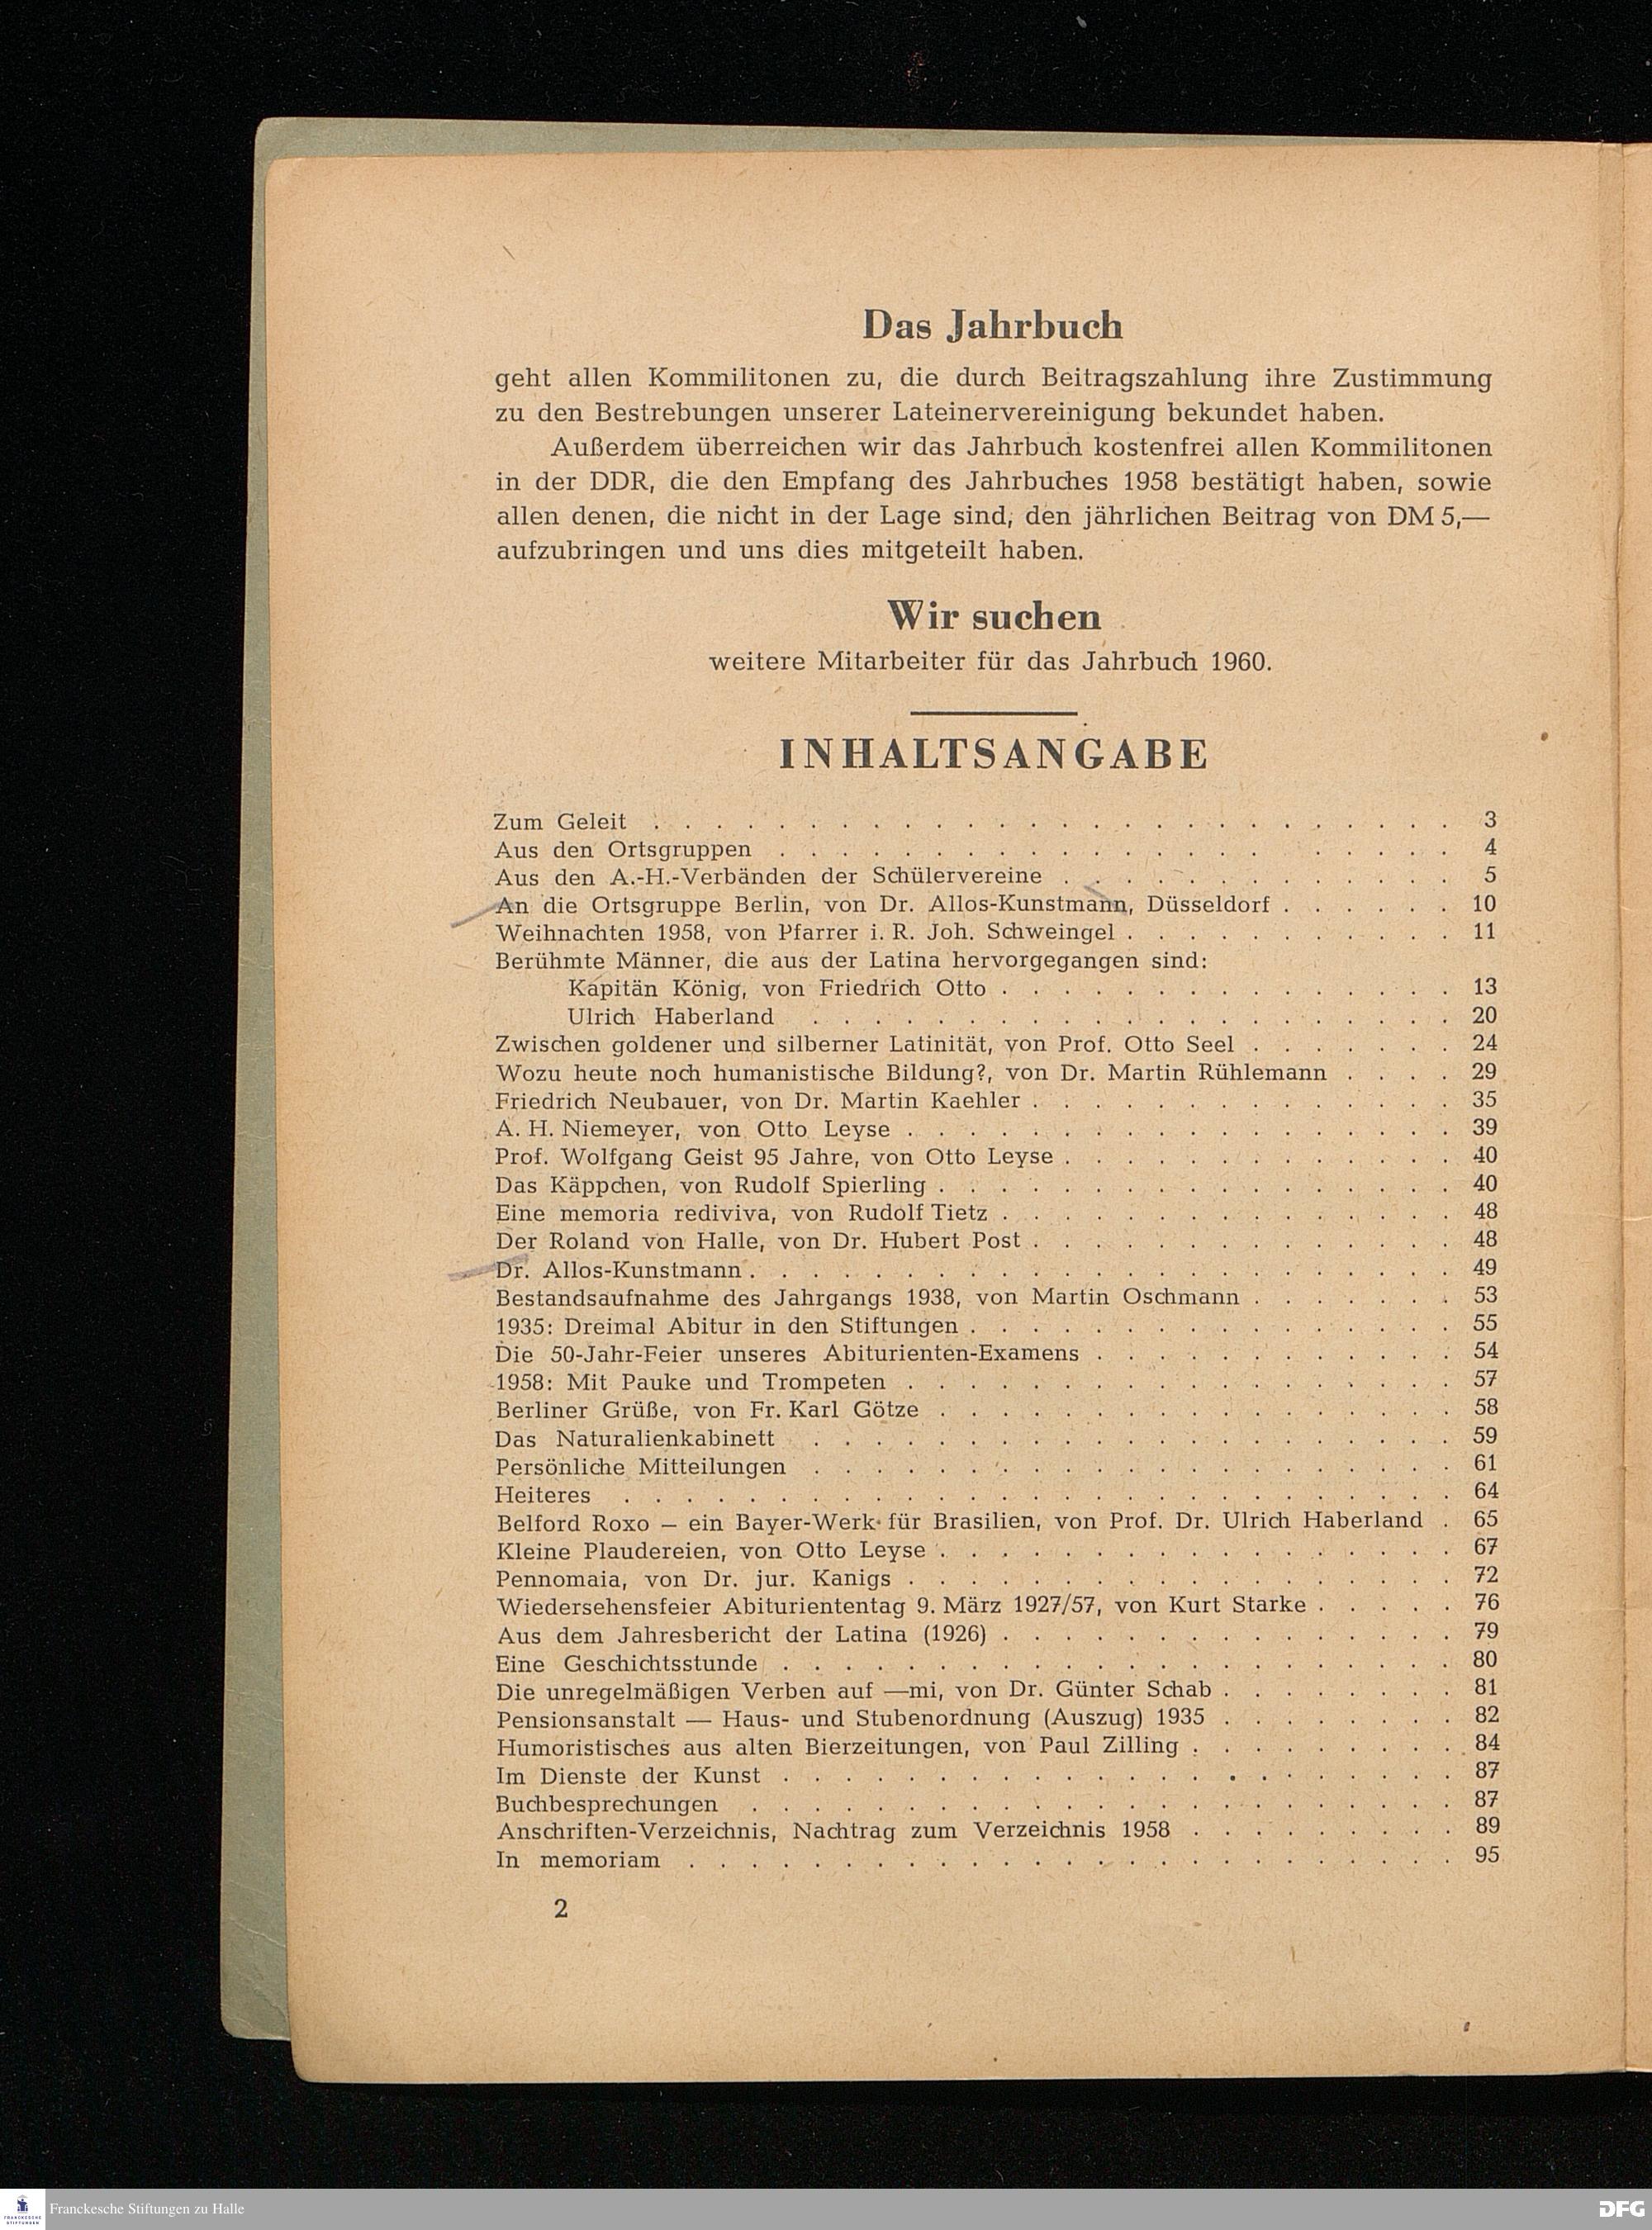 Das Jahrbuch
geht allen Kommilitonen zu, die durch Beitragszahlung ihre Zustimmung
zu den Bestrebungen unserer Lateinervereinigung bekundet haben.
Außerdem überreichen wir das Jahrbuch kostenfrei allen Kommilitonen
in der DDR, die den Empfang des Jahrbuches 1958 bestätigt haben, sowie
allen denen, die nicht in der Lage sind, den jährlichen Beitrag von DM 5,—
aufzubringen und uns dies mitgeteilt haben.
Wir suchen
weitere Mitarbeiter für das Jahrbuch 1960.
INHALTSANGABE
Zum Geleit . . . . . . . . . . 3
Aus den Ortsgruppen . . . . . . . . . . 4
Aus den A.-H.-Verbänden der Schülervereine . . . . . . . . . . 5
An die Ortsgruppe Berlin, von Dr. Allos-Kunstmann, Düsseldorf . . . . . . 10
Weihnachten 1958, von Pfarrer i. R. Joh. Schweingel . . . . . . . . . . 11
Berühmte Männer, die aus der Latina hervorgegangen sind:
Kapitän König, von Friedrich Otto . . . . . . . . . . 13
Ulrich Haberland . . . . . . . . . . 20
Zwischen goldener und silberner Latinität, von Prof. Otto Seel . . . . . . . 24
Wozu heute noch humanistische Bildung?, von Dr. Martin Rühlemann . . . . 29
Friedrich Neubauer, von Dr. Martin Kaehler . . . . . . . . . . 35
A. H. Niemeyer, von Otto Leyse . . . . . . . . . . 39
Prof. Wolfgang Geist 95 Jahre, von Otto Leyse . . . . . . . . . . 40
Das Käppchen, von Rudolf Spierling . . . . . . . . . . 40
Eine memoria rediviva, von Rudolf Tietz . . . . . . . . . . 48
Der Roland von Halle, von Dr. Hubert Post . . . . . . . . . . 48
Dr. Allos-Kunstmann . . . . . . . . . . 49
Bestandsaufnahme des Jahrgangs 1938, von Martin Oschmann . . . . . . . 53
1935: Dreimal Abitur in den Stiftungen . . . . . . . . . . 55
Die 50-Jahr-Feier unseres Abiturienten-Examens . . . . . . . . . . 54
1958: Mit Pauke und Trompeten . . . . . . . . . . 57
Berliner Grüße, von Fr. Karl Götze . . . . . . . . . . 58
Das Naturalienkabinett . . . . . . . . . . 59
Persönliche Mitteilungen . . . . . . . . . . 61
Heiteres . . . . . . . . . . 64
Belford Roxo – ein Bayer-Werk für Brasilien, von Prof. Dr. Ulrich Haberland . 65
Kleine Plaudereien, von Otto Leyse . . . . . . . . . . 67
Pennomaia, von Dr. jur. Kanigs . . . . . . . . . . 72
Wiedersehensfeier Abituriententag 9. März 1927/57, von Kurt Starke . . . . . 76
Aus dem Jahresbericht der Latina (1926) . . . . . . . . . . 79
Eine Geschichtsstunde . . . . . . . . . . 80
Die unregelmäßigen Verben auf —mi, von Dr. Günter Schab . . . . . . . . 81
Pensionsanstalt — Haus- und Stubenordnung (Auszug) 1935 . . . . . . . . 82
Humoristisches aus alten Bierzeitungen, von Paul Zilling . . . . . . . . . 84
Im Dienste der Kunst . . . . . . . . . . 87
Buchbesprechungen . . . . . . . . . . 87
Anschriften-Verzeichnis, Nachtrag zum Verzeichnis 1958 . . . . . . . . . 89
In memoriam . . . . . . . . . . 95
2
Franckesche Stiftungen zu Halle
DFG